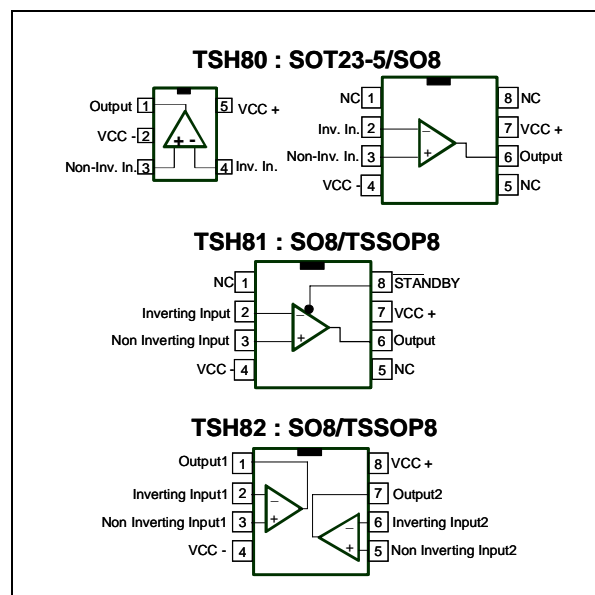 TSH80 : SOT23-5/SO8
Output 1 5 VCC +
VCC - 2
Non-Inv. In. 3 4 Inv. In.
+ -
NC 1 8 NC
Inv. In. 2 7 VCC +
Non-Inv. In. 3 6 Output
VCC - 4 5 NC
−
+
TSH81 : SO8/TSSOP8
NC 1 8 STANDBY
Inverting Input 2 7 VCC +
Non Inverting Input 3 6 Output
VCC - 4 5 NC
−
+
TSH82 : SO8/TSSOP8
Output1 1 8 VCC +
Inverting Input1 2 7 Output2
Non Inverting Input1 3 6 Inverting Input2
VCC - 4 5 Non Inverting Input2
−
+
−
+